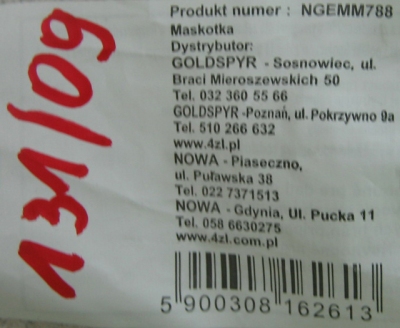 Produkt numer : NGEMM788
Maskotka
Dystrybutor:
GOLDSPYR - Sosnowiec, ul.
Braci Mieroszewskich 50
Tel. 032 360 55 66
GOLDSPYR -Poznań, ul. Pokrzywno 9a
Tel. 510 266 632
www.4zl.pl
NOWA - Piaseczno,
ul. Puławska 38
Tel. 022 7371513
NOWA - Gdynia, Ul. Pucka 11
Tel. 058 6630275
www.4zl.com.pl
5 900308 162613
131/09